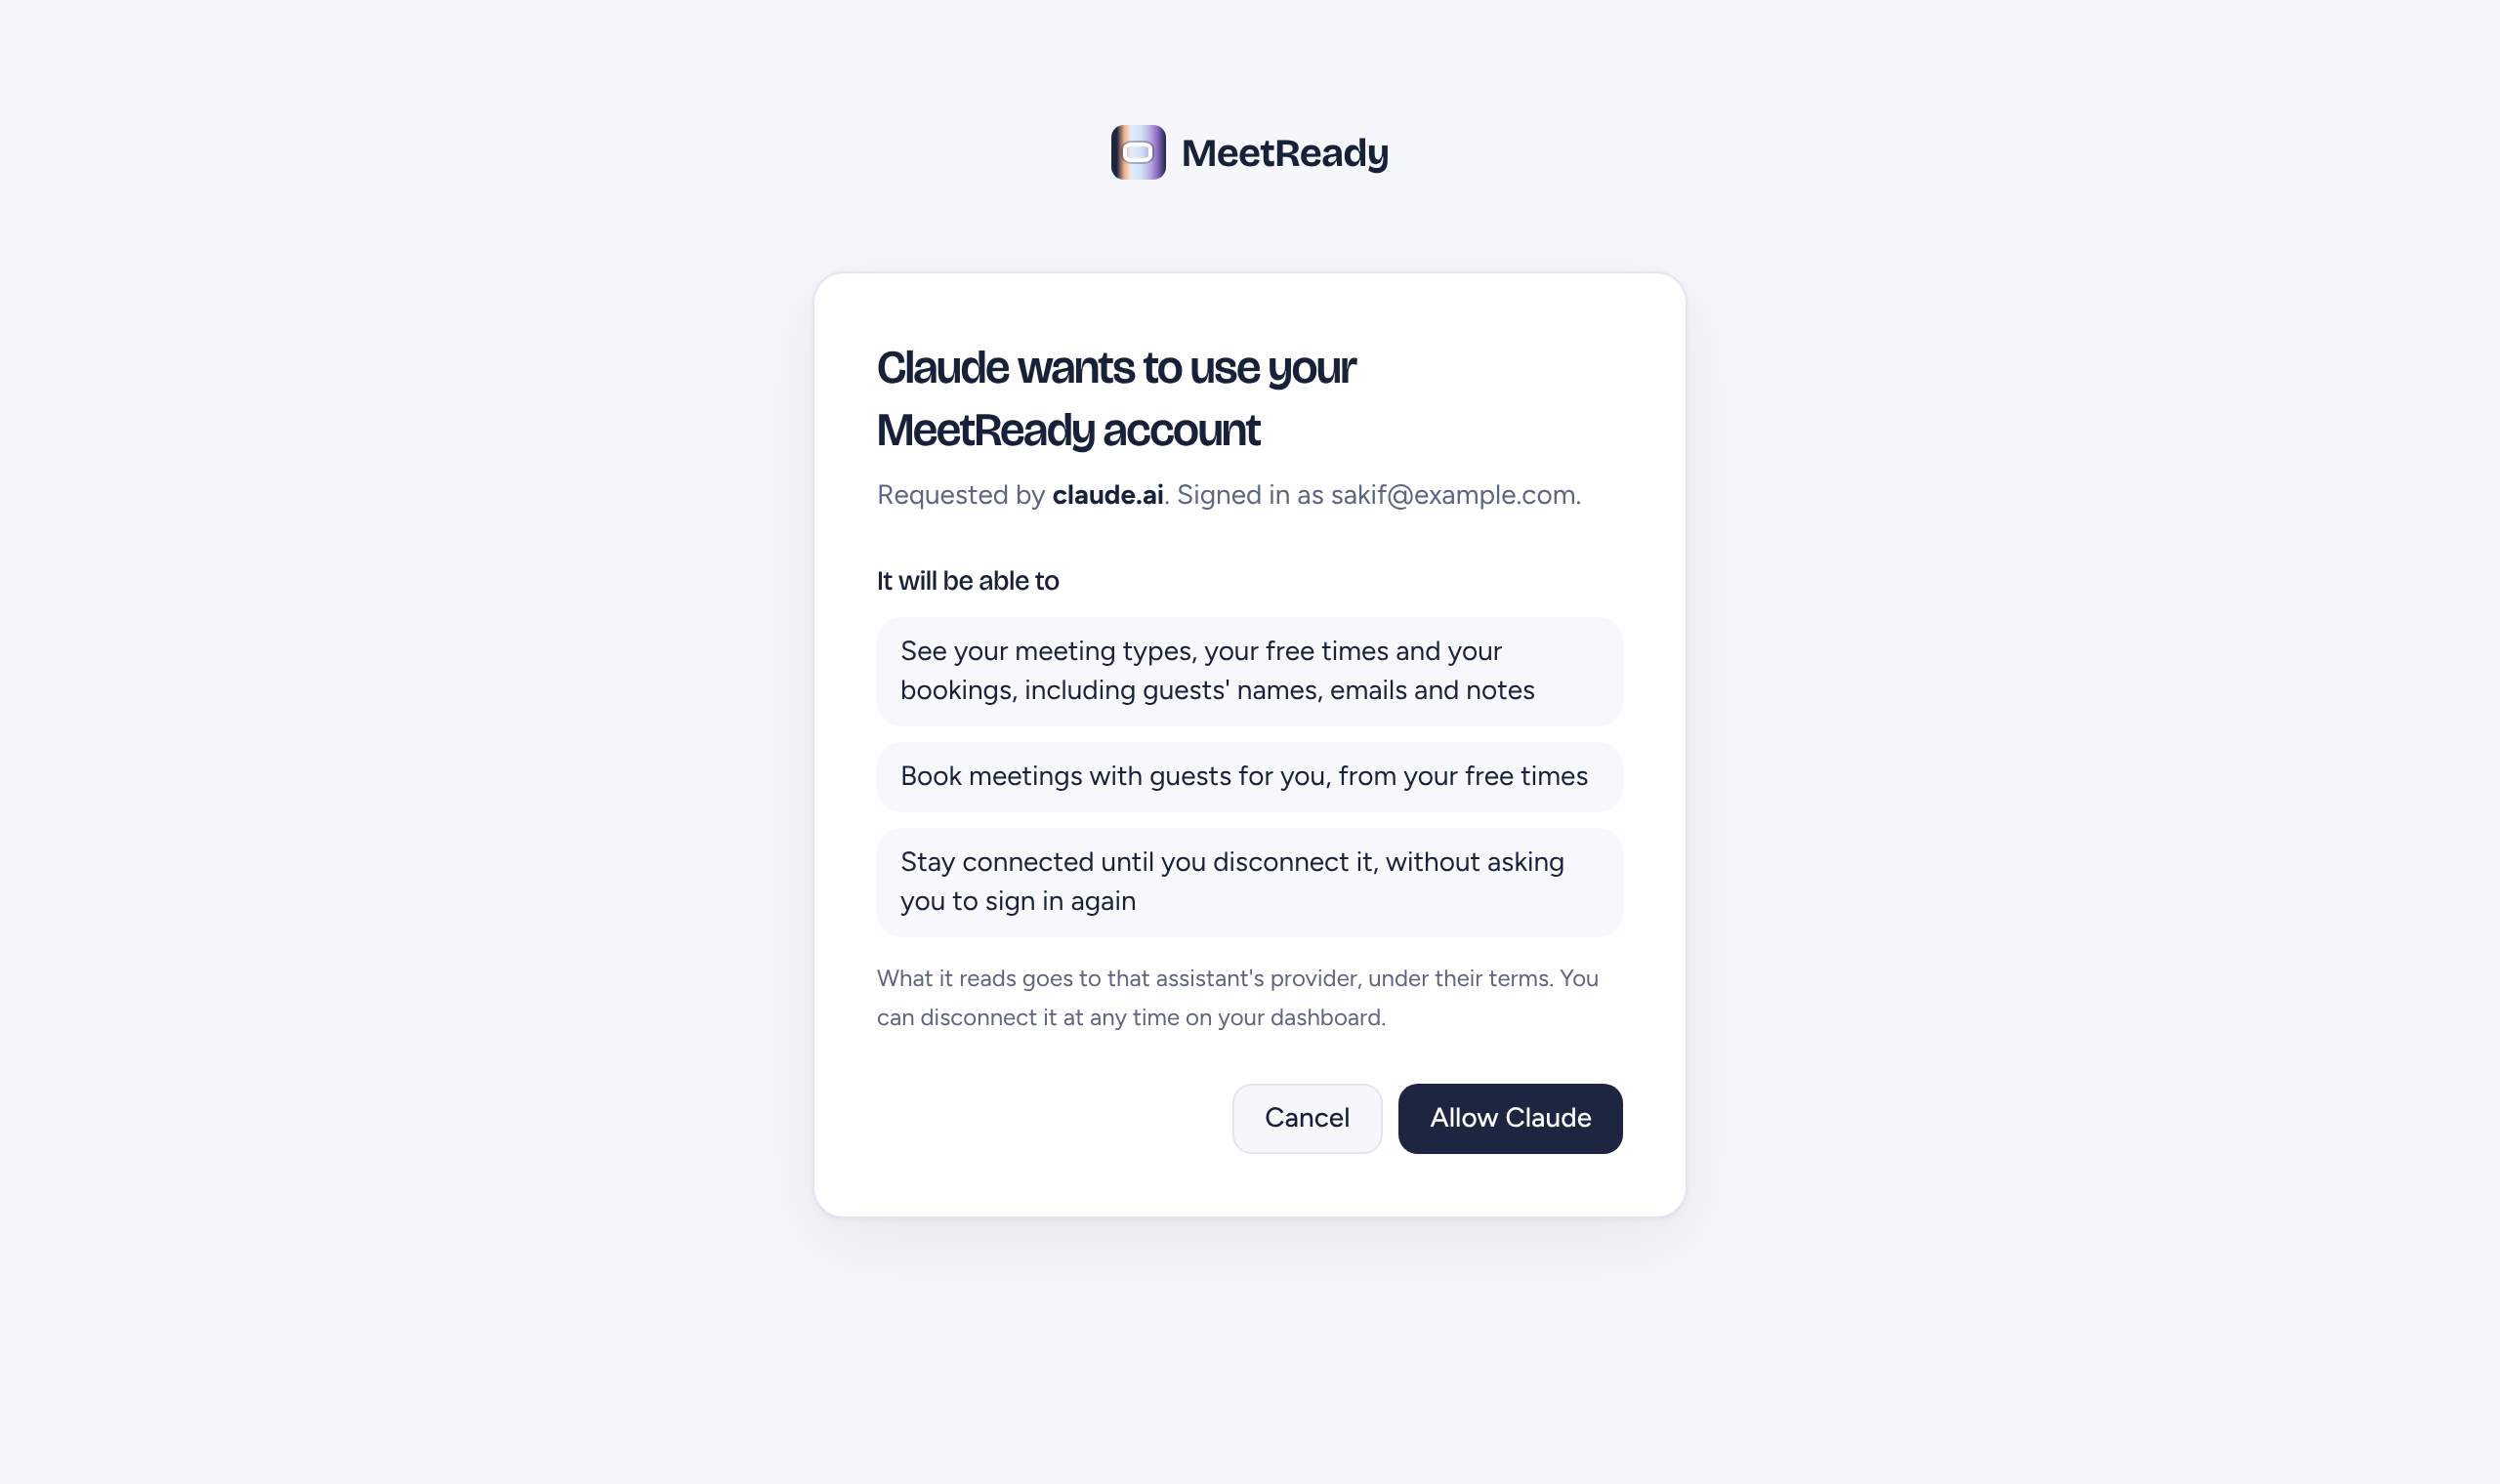 MeetReady
Claude wants to use your
MeetReady account
Requested by claude.ai. Signed in as sakif@example.com.
It will be able to
See your meeting types, your free times and your
bookings, including guests' names, emails and notes
Book meetings with guests for you, from your free times
Stay connected until you disconnect it, without asking
you to sign in again
What it reads goes to that assistant's provider, under their terms. You
can disconnect it at any time on your dashboard.
Cancel
Allow Claude